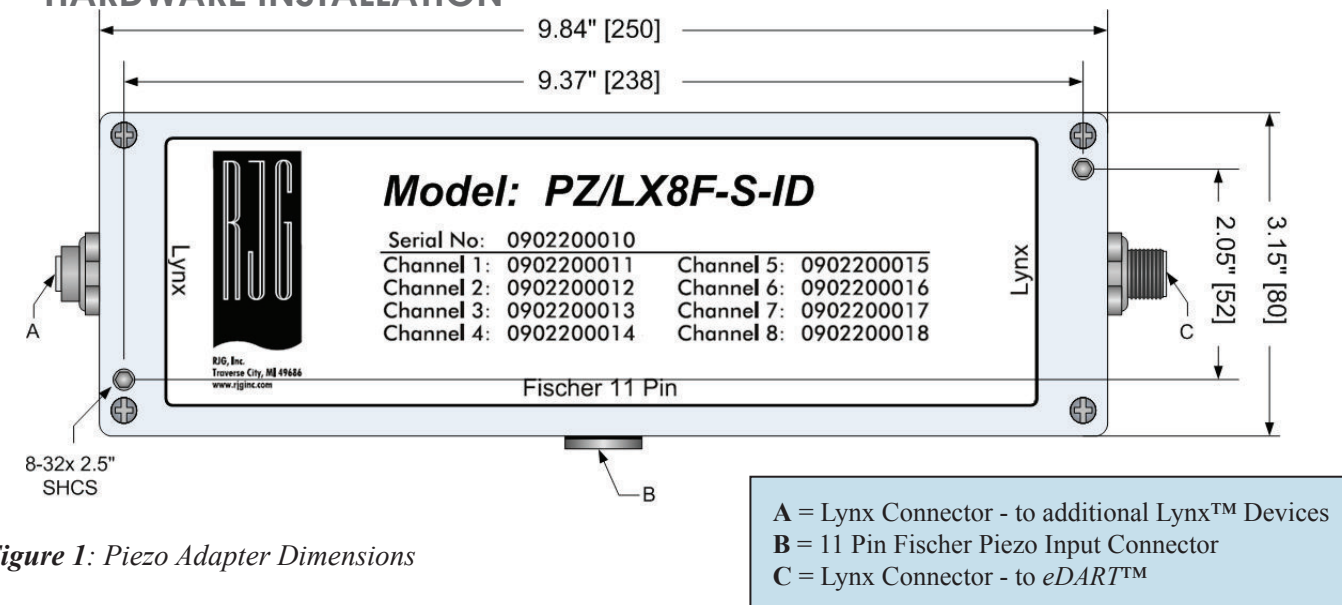 HARDWARE INSTALLATION
9.84" [250]
9.37" [238]
RJG
Model: PZ/LX8F-S-ID
Serial No: 0902200010
Channel 1: 0902200011 Channel 5: 0902200015
Channel 2: 0902200012 Channel 6: 0902200016
Channel 3: 0902200013 Channel 7: 0902200017
Channel 4: 0902200014 Channel 8: 0902200018
Lynx
Lynx
2.05" [52]
3.15" [80]
A
C
RJG, Inc.
Traverse City, MI 49686
www.rjginc.com
Fischer 11 Pin
8-32x 2.5"
SHCS
B
A = Lynx Connector - to additional Lynx™ Devices
B = 11 Pin Fischer Piezo Input Connector
C = Lynx Connector - to eDART™
igure 1: Piezo Adapter Dimensions